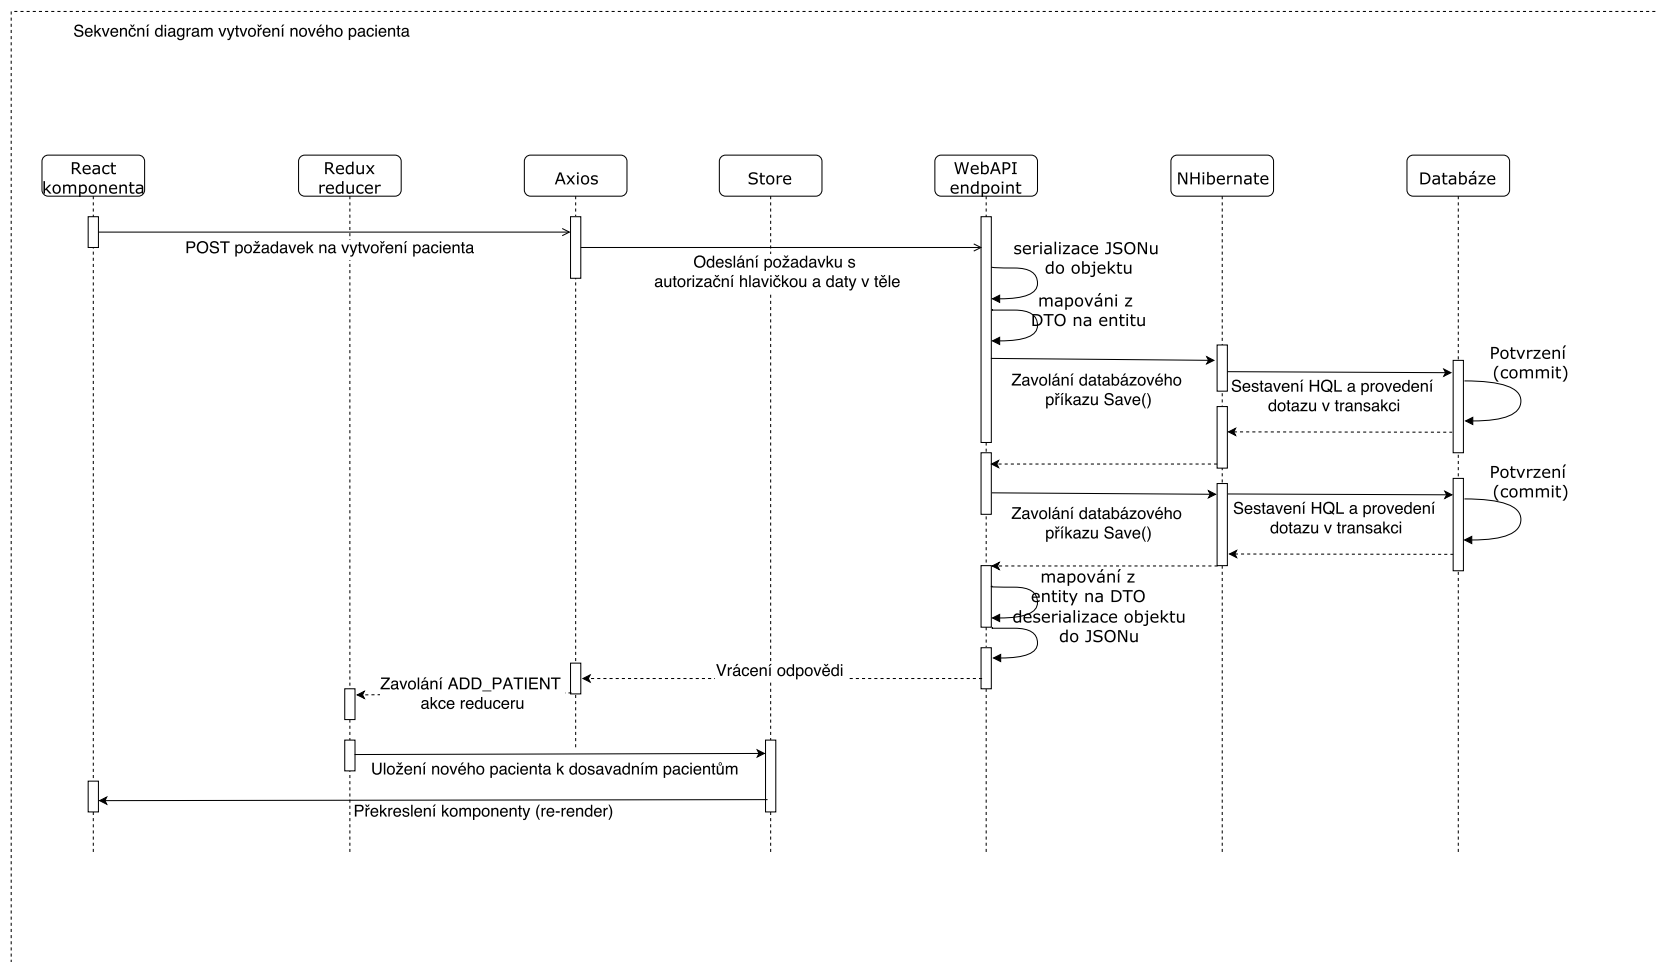 Sekvenční diagram vytvoření nového pacienta
React
komponenta
Redux
reducer
Axios
Store
WebAPI
endpoint
NHibernate
Databáze
POST požadavek na vytvoření pacienta
Odeslání požadavku s
autorizační hlavičkou a daty v těle
serializace JSONu
do objektu
mapováni z
DTO na entitu
Zavolání databázového
příkazu Save()
Sestavení HQL a provedení
dotazu v transakci
Potvrzení
(commit)
Zavolání databázového
příkazu Save()
Sestavení HQL a provedení
dotazu v transakci
Potvrzení
(commit)
mapování z
entity na DTO
deserializace objektu
do JSONu
Vrácení odpovědi
Zavolání ADD_PATIENT
akce reduceru
Uložení nového pacienta k dosavadním pacientům
Překreslení komponenty (re-render)